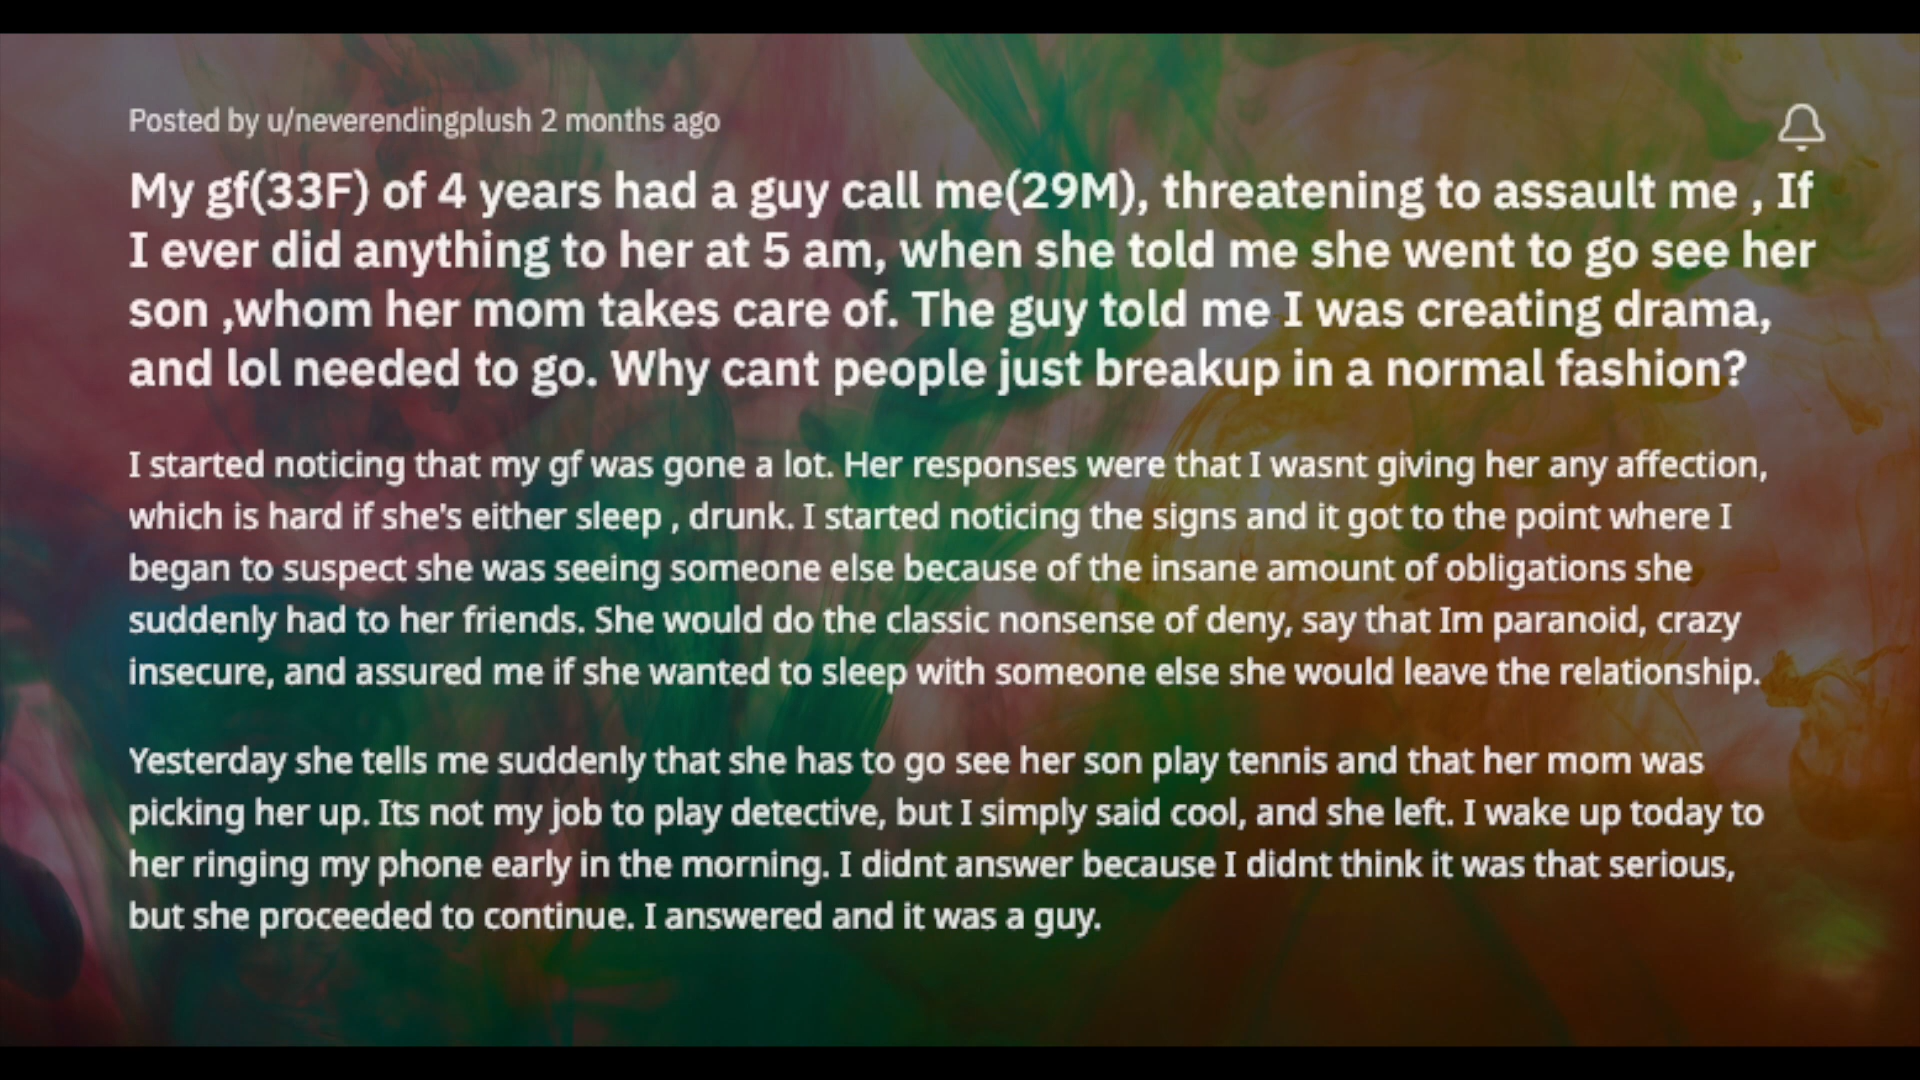 Posted by u/neverendingplush 2 months ago
My gf(33F) of 4 years had a guy call me(29M), threatening to assault me , If
I ever did anything to her at 5 am, when she told me she went to go see her
son ,whom her mom takes care of. The guy told me I was creating drama,
and lol needed to go. Why cant people just breakup in a normal fashion?
I started noticing that my gf was gone a lot. Her responses were that I wasnt giving her any affection,
which is hard if she's either sleep , drunk. I started noticing the signs and it got to the point where I
began to suspect she was seeing someone else because of the insane amount of obligations she
suddenly had to her friends. She would do the classic nonsense of deny, say that Im paranoid, crazy
insecure, and assured me if she wanted to sleep with someone else she would leave the relationship.
Yesterday she tells me suddenly that she has to go see her son play tennis and that her mom was
picking her up. Its not my job to play detective, but I simply said cool, and she left. I wake up today to
her ringing my phone early in the morning. I didnt answer because I didnt think it was that serious,
but she proceeded to continue. I answered and it was a guy.